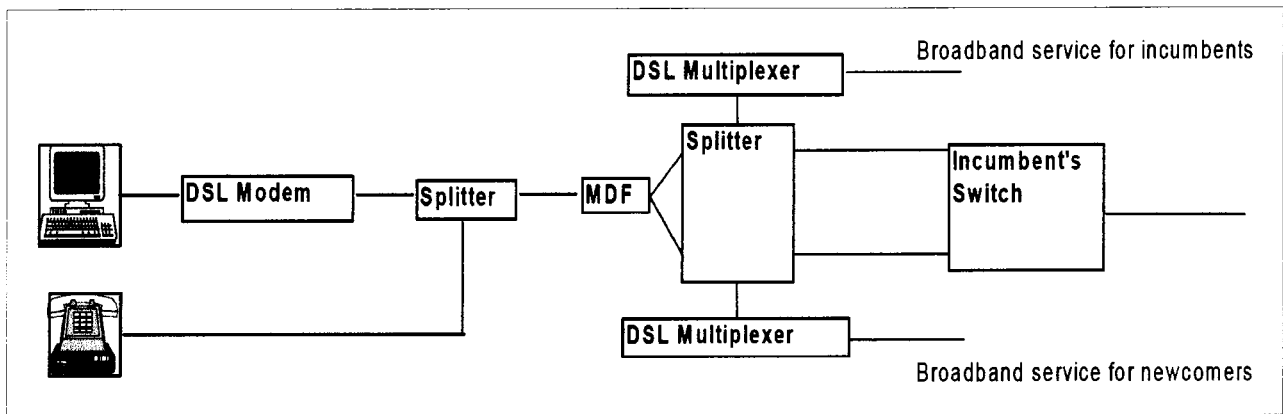 Broadband service for incumbents
DSL Multiplexer
Splitter
Incumbent's
Switch
DSL Modem
Splitter
MDF
DSL Multiplexer
Broadband service for newcomers